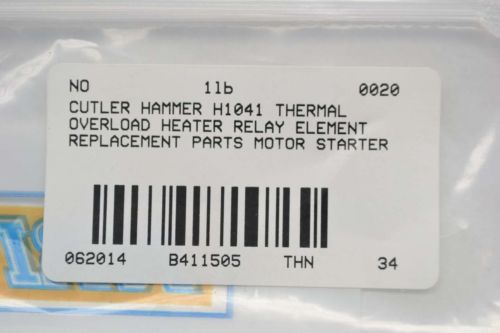 NO 1lb 0020
CUTLER HAMMER H1041 THERMAL
OVERLOAD HEATER RELAY ELEMENT
REPLACEMENT PARTS MOTOR STARTER
062014 B411505 THN 34